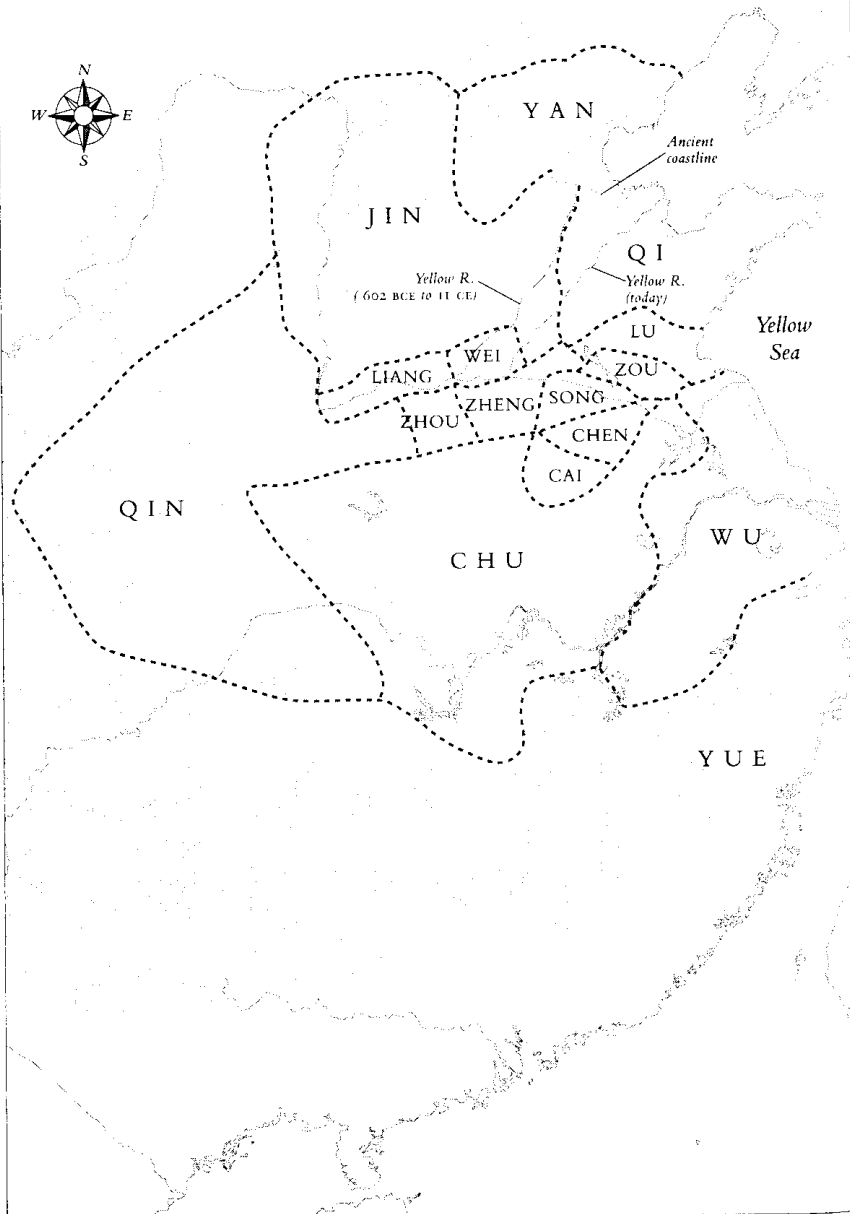 N
W E
S
YAN
Ancient
coastline
JIN
QI
Yellow R.
(602 BCE to 11 CE)
Yellow R.
(today)
LU
Yellow
Sea
WEI
ZOU
LIANG
SONG
ZHENG
ZHOU
CHEN
CAI
QIN
WU
CHU
YUE